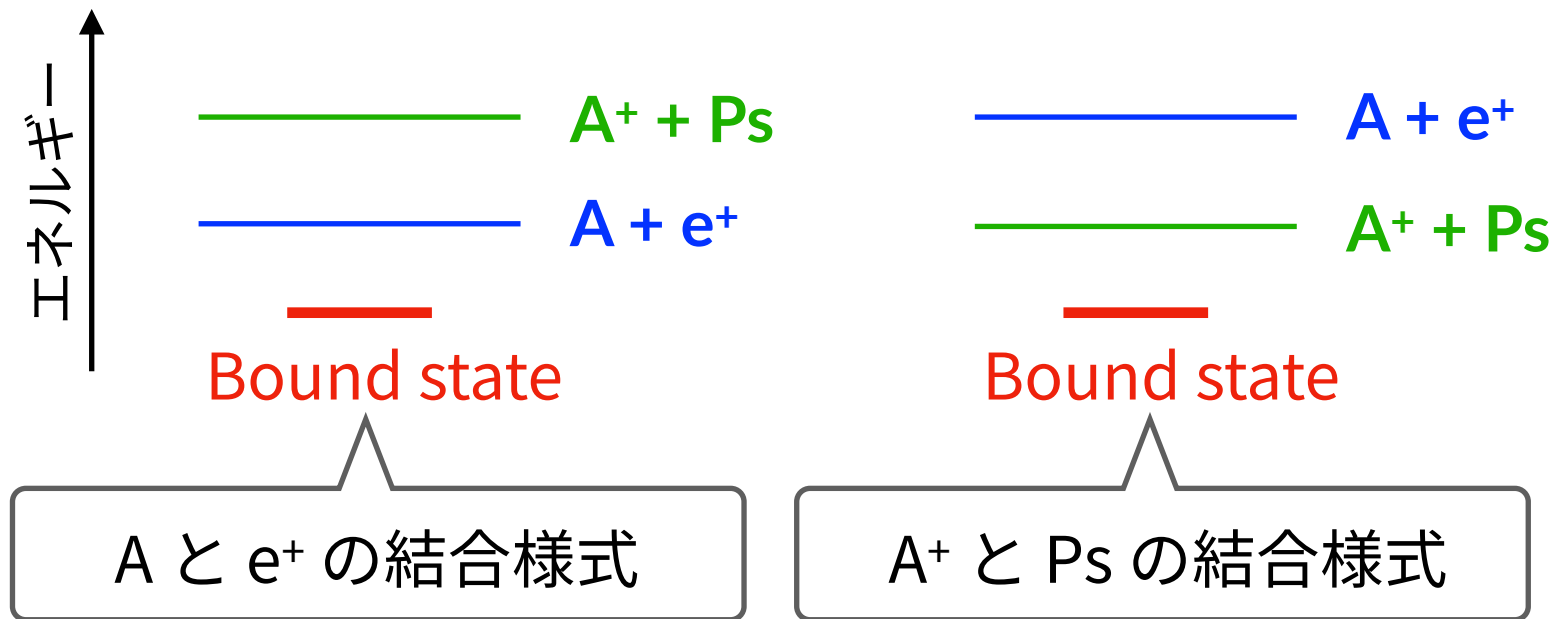 エネルギー
A⁺ + Ps
A + e⁺
Bound state
A と e⁺ の結合様式
A + e⁺
A⁺ + Ps
Bound state
A⁺ と Ps の結合様式